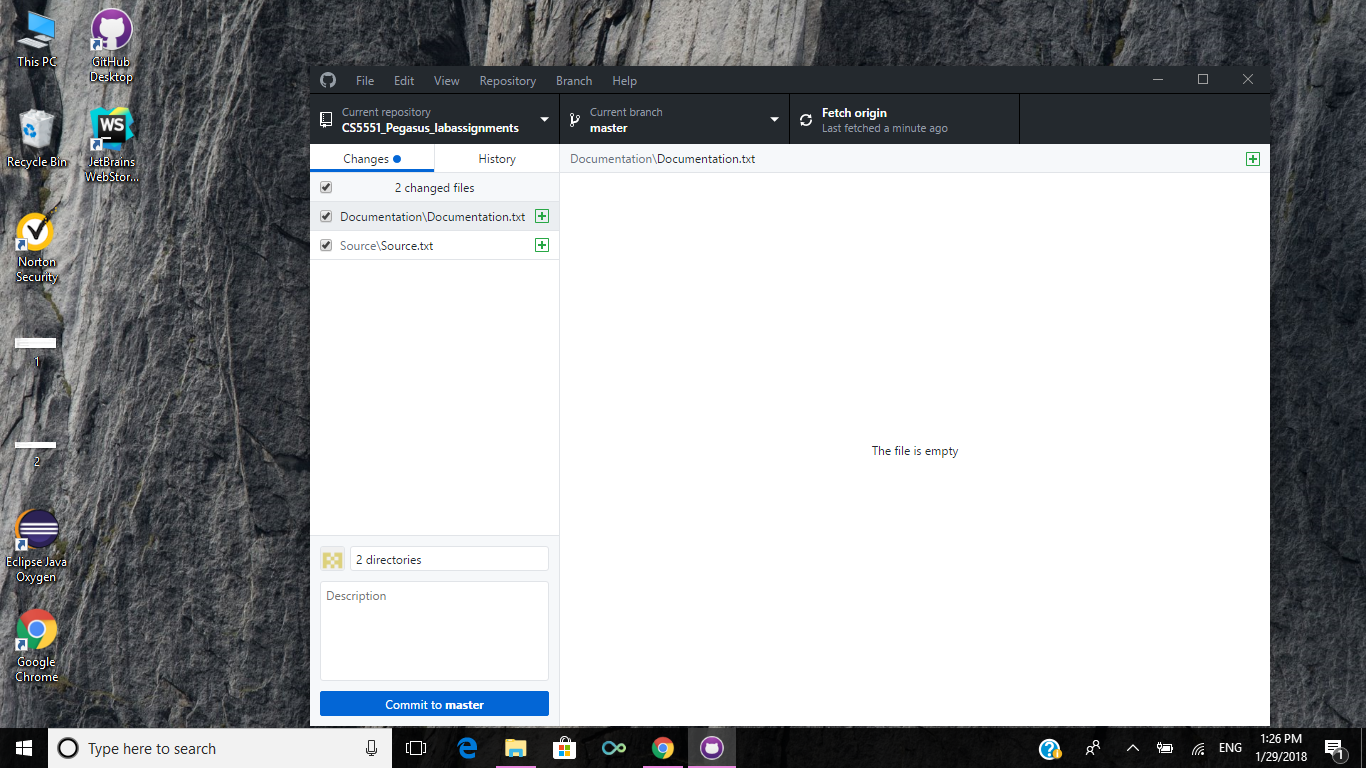 This PC
GitHub
Desktop
Recycle Bin
WS
JetBrains
WebStor...
Norton
Security
1
2
Eclipse Java
Oxygen
Google
Chrome
File Edit View Repository Branch Help
Current repository
CS5551_Pegasus_labassignments
Current branch
master
Fetch origin
Last fetched a minute ago
Changes History
Documentation\Documentation.txt
2 changed files
Documentation\Documentation.txt
Source\Source.txt
The file is empty
2 directories
Description
Commit to master
Type here to search
ENG
1:26 PM
1/29/2018
1